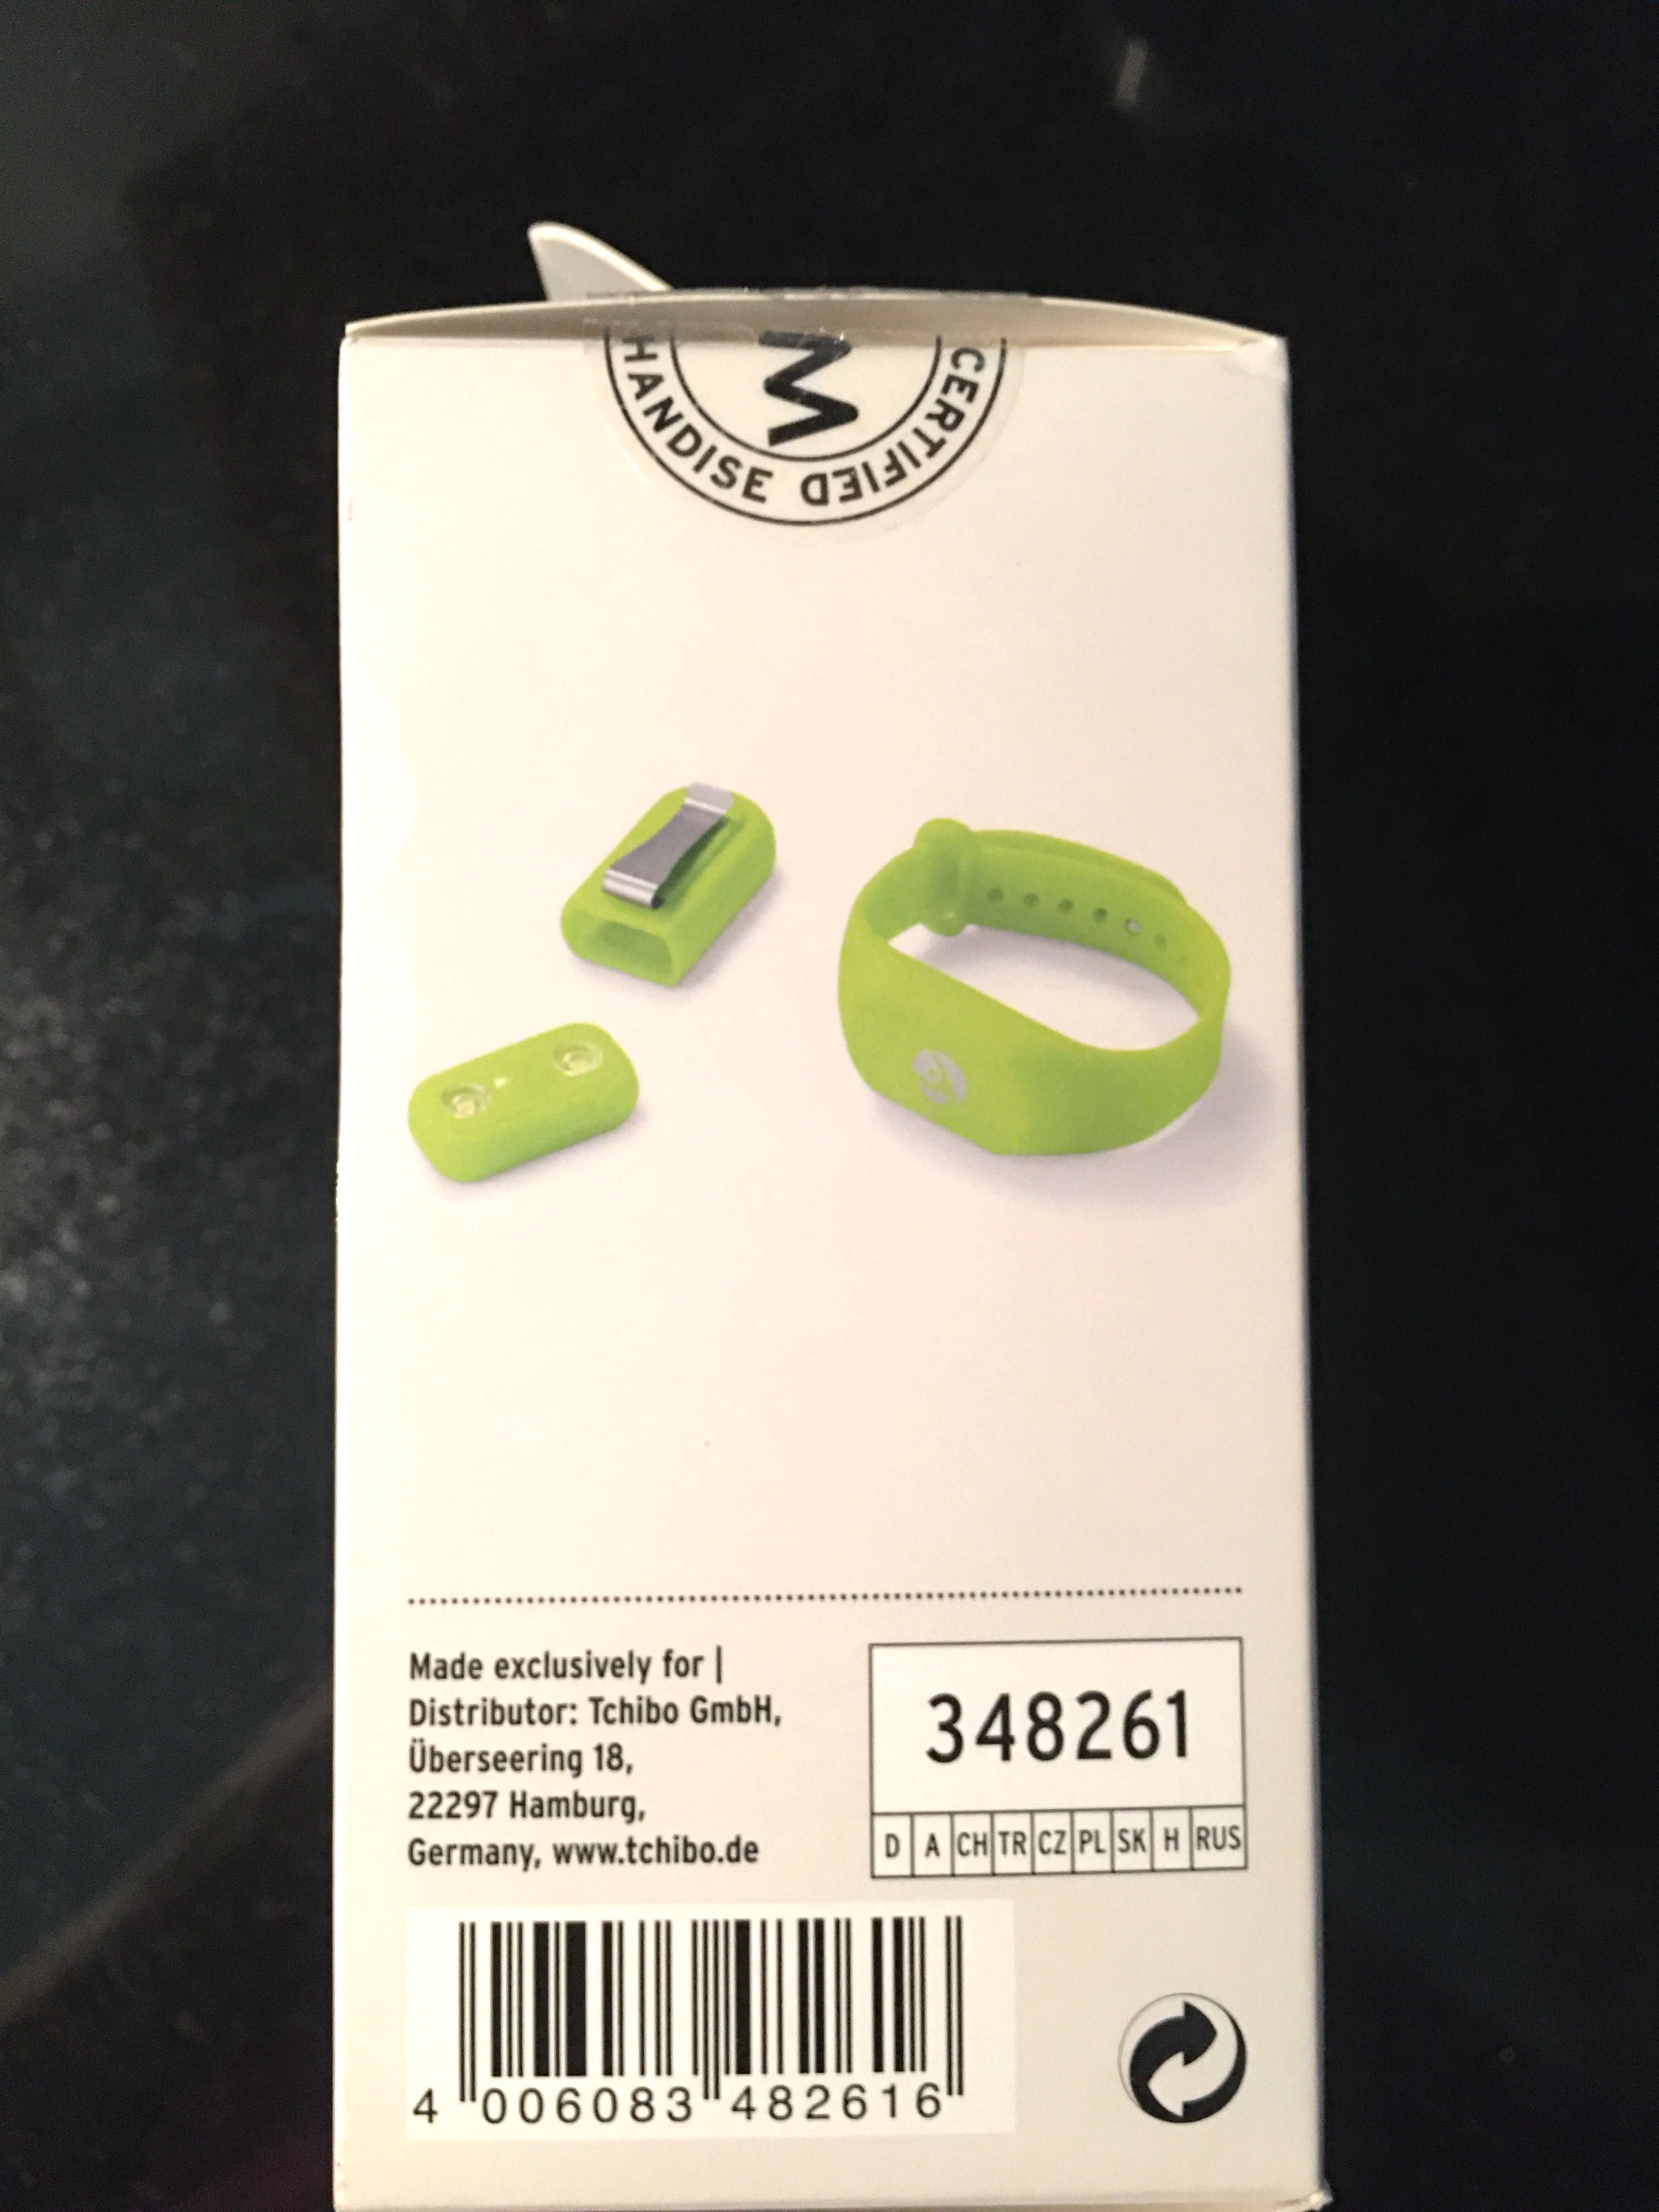 M
HANDISE CERTIFIED
Made exclusively for |
Distributor: Tchibo GmbH,
Überseering 18,
22297 Hamburg,
Germany, www.tchibo.de
348261
D A CH TR CZ PL SK H RUS
4 006083 482616